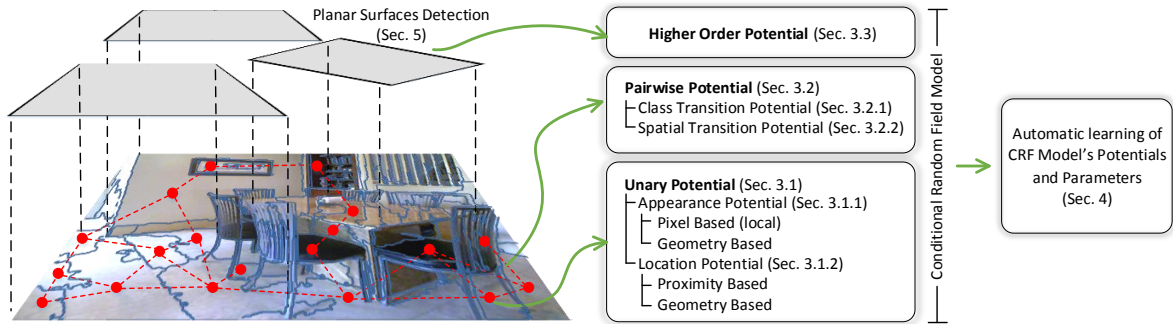 Planar Surfaces Detection
(Sec. 5)
Higher Order Potential (Sec. 3.3)
Pairwise Potential (Sec. 3.2)
Class Transition Potential (Sec. 3.2.1)
Spatial Transition Potential (Sec. 3.2.2)
Unary Potential (Sec. 3.1)
Appearance Potential (Sec. 3.1.1)
Pixel Based (local)
Geometry Based
Location Potential (Sec. 3.1.2)
Proximity Based
Geometry Based
Conditional Random Field Model
Automatic learning of
CRF Model's Potentials
and Parameters
(Sec. 4)